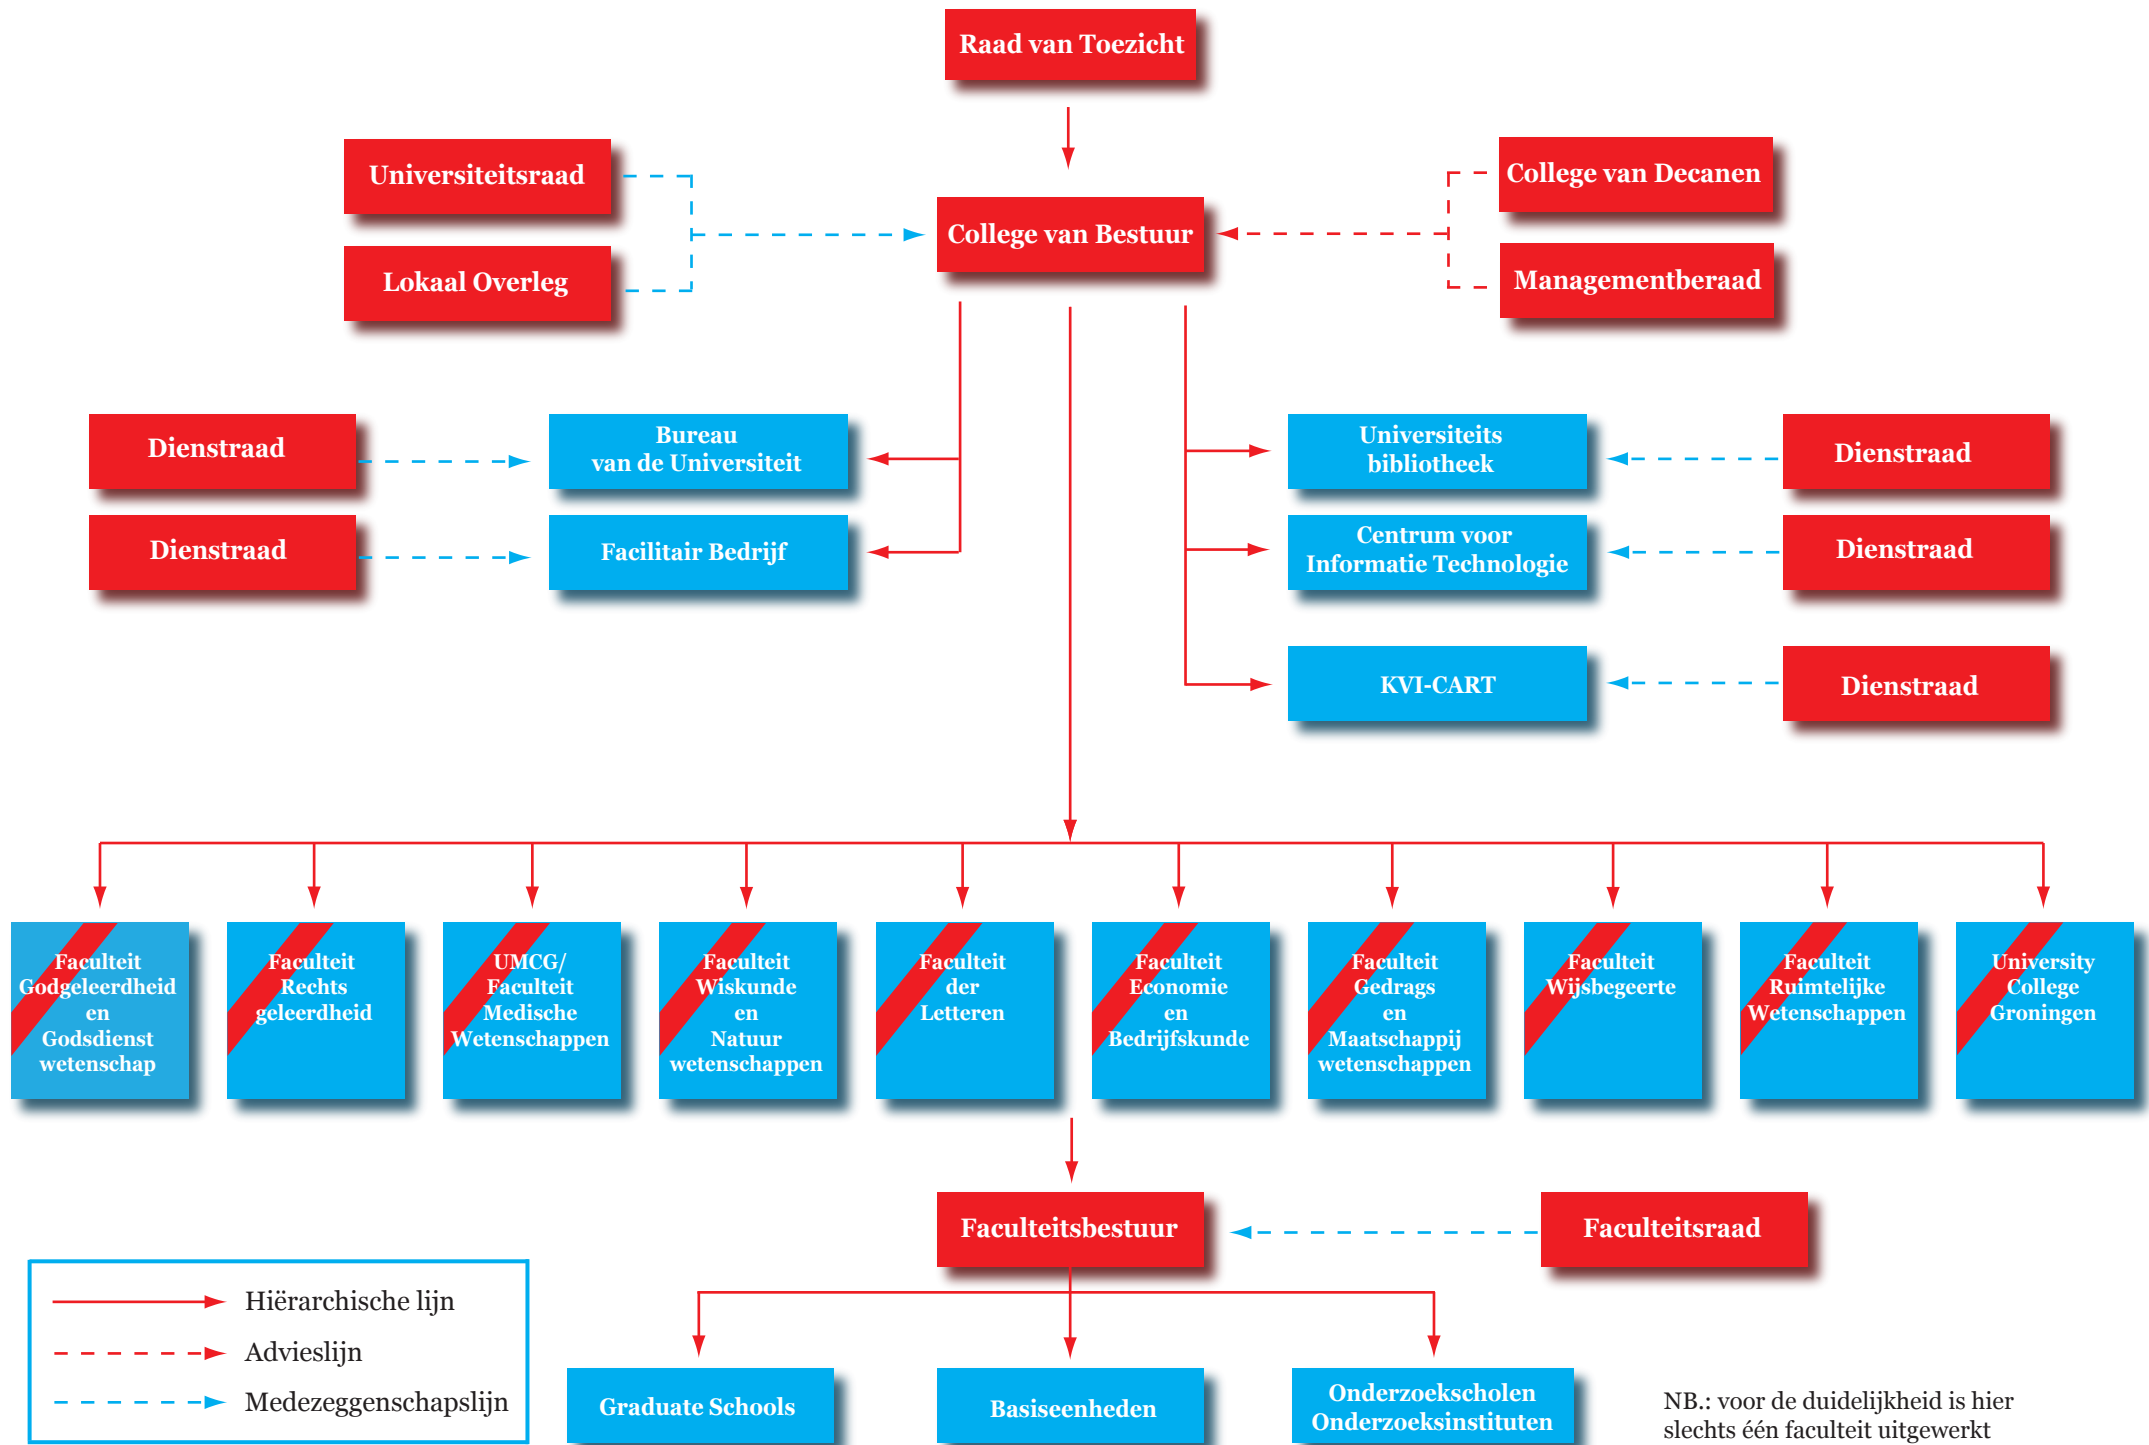 Raad van Toezicht
Universiteitsraad
College van Decanen
College van Bestuur
Lokaal Overleg
Managementberaad
Dienstraad
Bureau
van de Universiteit
Universiteits
bibliotheek
Dienstraad
Dienstraad
Facilitair Bedrijf
Centrum voor
Informatie Technologie
Dienstraad
KVI-CART
Dienstraad
Faculteit
Godgeleerdheid
en
Godsdienst
wetenschap
Faculteit
Rechts
geleerdheid
UMCG/
Faculteit
Medische
Wetenschappen
Faculteit
Wiskunde
en
Natuur
wetenschappen
Faculteit
der
Letteren
Faculteit
Economie
en
Bedrijfskunde
Faculteit
Gedrags
en
Maatschappij
wetenschappen
Faculteit
Wijsbegeerte
Faculteit
Ruimtelijke
Wetenschappen
University
College
Groningen
Faculteitsbestuur
Faculteitsraad
Hiërarchische lijn
Advieslijn
Medezeggenschapslijn
Graduate Schools
Basiseenheden
Onderzoekscholen
Onderzoeksinstituten
NB.: voor de duidelijkheid is hier
slechts één faculteit uitgewerkt